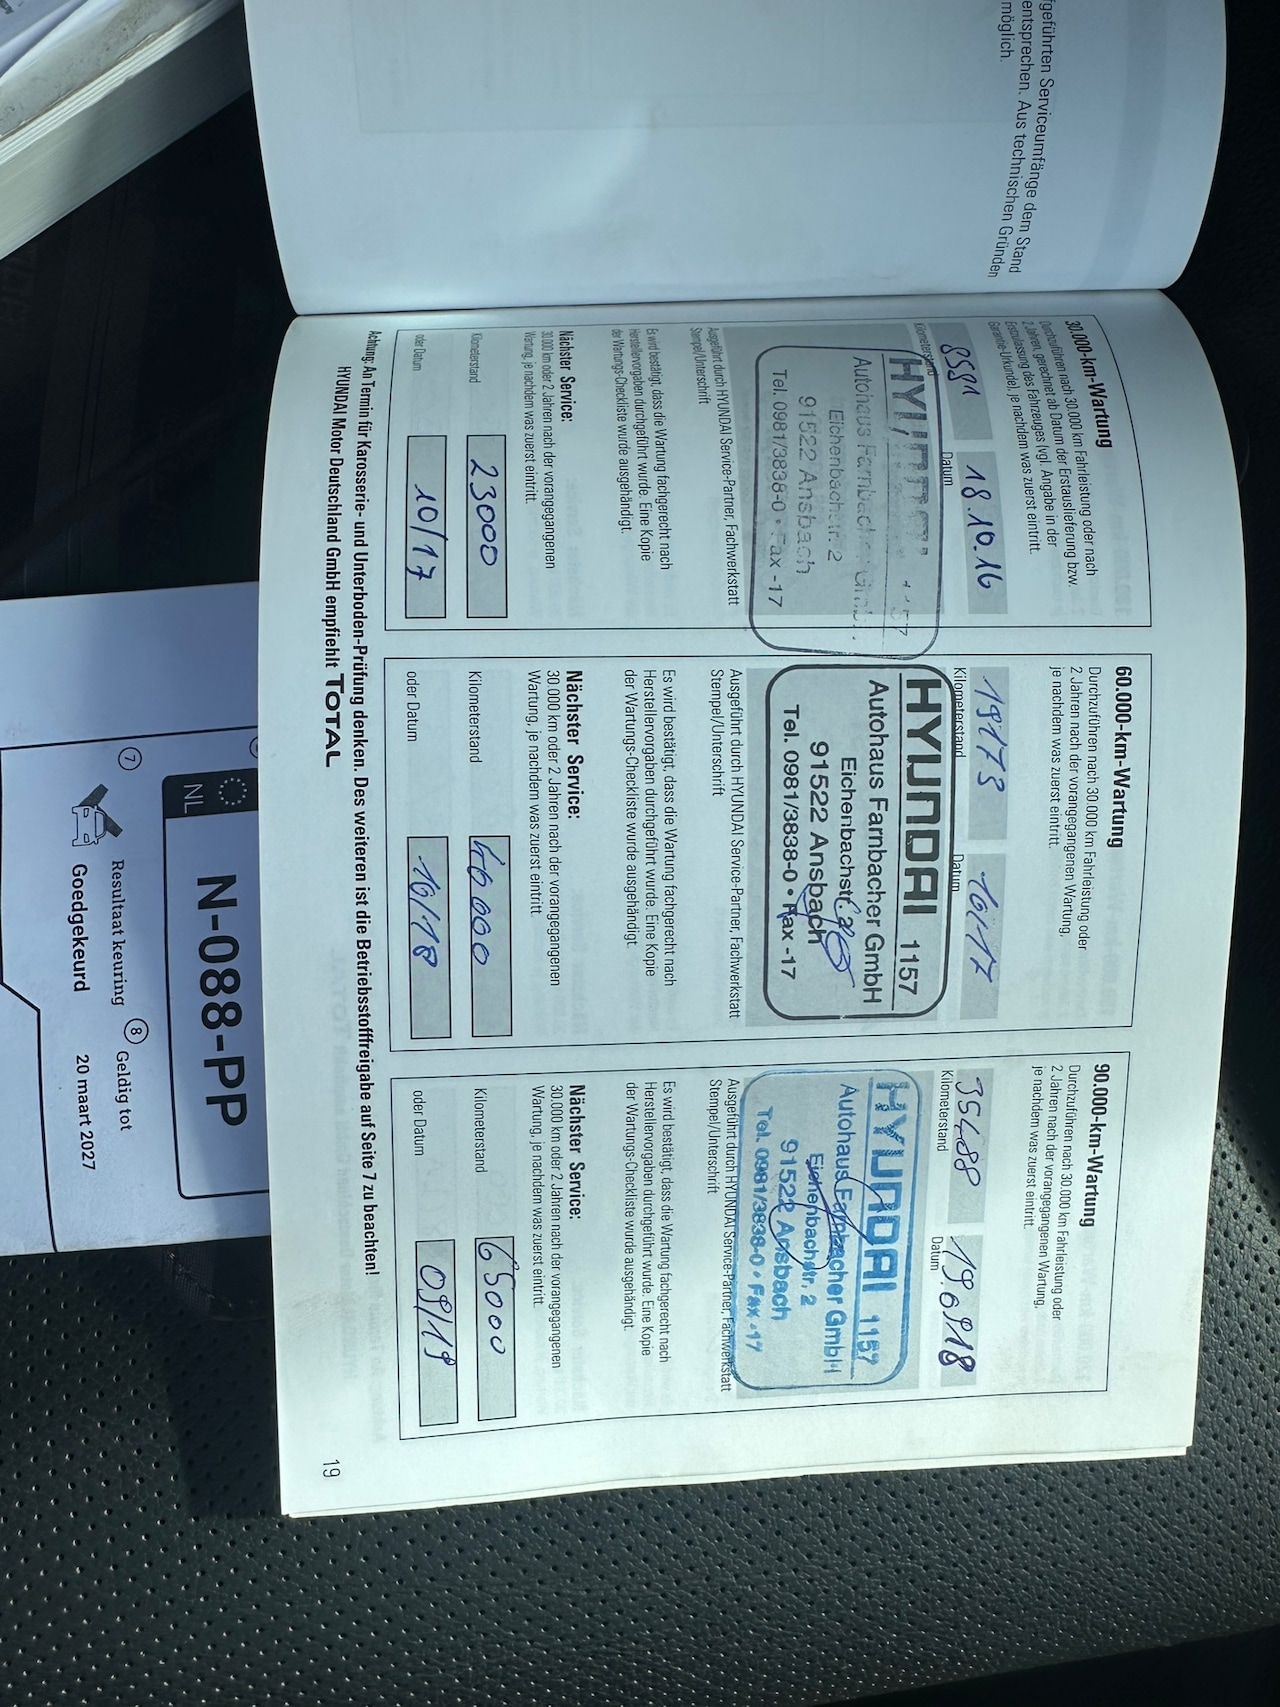 geführten Serviceumfänge dem Stand
entsprechen. Aus technischen Gründen
möglich.
30.000-km-Wartung
Durchzuführen nach 30.000 km Fahrleistung oder nach
2 Jahren, gerechnet ab Datum der Erstauslieferung bzw.
Erstzulassung des Fahrzeuges (vgl. Angabe in der
Garantie-Urkunde), je nachdem was zuerst eintritt.
8591 18.10.16
Kilometerstand Datum
HYUNDAI 1157
Autohaus Farnbacher GmbH
Eichenbachstr. 2
91522 Ansbach
Tel. 0981/3838-0 • Fax -17
Ausgeführt durch HYUNDAI Service-Partner, Fachwerkstatt
Stempel/Unterschrift
Es wird bestätigt, dass die Wartung fachgerecht nach
Herstellervorgaben durchgeführt wurde. Eine Kopie
der Wartungs-Checkliste wurde ausgehändigt.
Nächster Service:
30.000 km oder 2 Jahren nach der vorangegangenen
Wartung, je nachdem was zuerst eintritt.
Kilometerstand 23000
oder Datum 10/17
60.000-km-Wartung
Durchzuführen nach 30.000 km Fahrleistung oder
2 Jahren nach der vorangegangenen Wartung,
je nachdem was zuerst eintritt.
19173 10/17
Kilometerstand Datum
HYUNDAI 1157
Autohaus Farnbacher GmbH
Eichenbachstr. 2
91522 Ansbach
Tel. 0981/3838-0 • Fax -17
Ausgeführt durch HYUNDAI Service-Partner, Fachwerkstatt
Stempel/Unterschrift
Es wird bestätigt, dass die Wartung fachgerecht nach
Herstellervorgaben durchgeführt wurde. Eine Kopie
der Wartungs-Checkliste wurde ausgehändigt.
Nächster Service:
30.000 km oder 2 Jahren nach der vorangegangenen
Wartung, je nachdem was zuerst eintritt.
Kilometerstand 40000
oder Datum 10/18
90.000-km-Wartung
Durchzuführen nach 30.000 km Fahrleistung oder
2 Jahren nach der vorangegangenen Wartung,
je nachdem was zuerst eintritt.
35488 19.0918
Kilometerstand Datum
HYUNDAI 1157
Autohaus Farnbacher GmbH
Eichenbachstr. 2
91522 Ansbach
Tel. 0981/3838-0 • Fax -17
Ausgeführt durch HYUNDAI Service-Partner, Fachwerkstatt
Stempel/Unterschrift
Es wird bestätigt, dass die Wartung fachgerecht nach
Herstellervorgaben durchgeführt wurde. Eine Kopie
der Wartungs-Checkliste wurde ausgehändigt.
Nächster Service:
30.000 km oder 2 Jahren nach der vorangegangenen
Wartung, je nachdem was zuerst eintritt.
Kilometerstand 65000
oder Datum 09/19
Achtung: An Termin für Karosserie- und Unterboden-Prüfung denken. Des weiteren ist die Betriebsstofffreigabe auf Seite 7 zu beachten!
HYUNDAI Motor Deutschland GmbH empfiehlt TOTAL
19
NL N-088-PP
7 Resultaat keuring 8 Geldig tot
Goedgekeurd 20 maart 2027